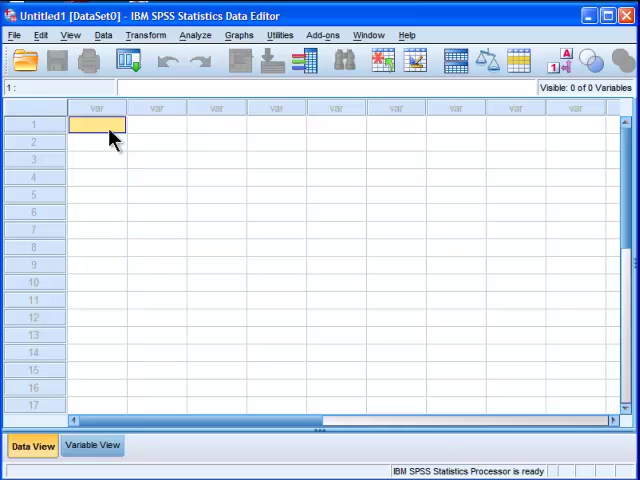 Untitled1 [DataSet0] - IBM SPSS Statistics Data Editor
File Edit View Data Transform Analyze Graphs Utilities Add-ons Window Help
1 : Visible: 0 of 0 Variables
var var var var var var var var var
1
2
3
4
5
6
7
8
9
10
11
12
13
14
15
16
17
Data View Variable View
IBM SPSS Statistics Processor is ready